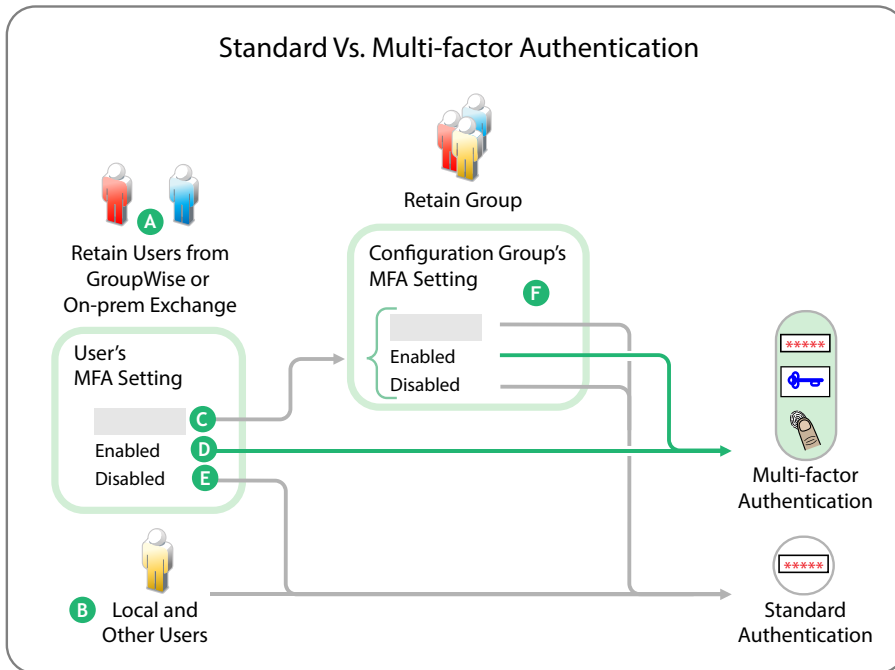 Standard Vs. Multi-factor Authentication
Retain Group
A
Retain Users from
GroupWise or
On-prem Exchange
Configuration Group's
MFA Setting
F
Enabled
Disabled
User's
MFA Setting
C
Enabled
D
Disabled
E
*****
Multi-factor
Authentication
B
Local and
Other Users
*****
Standard
Authentication